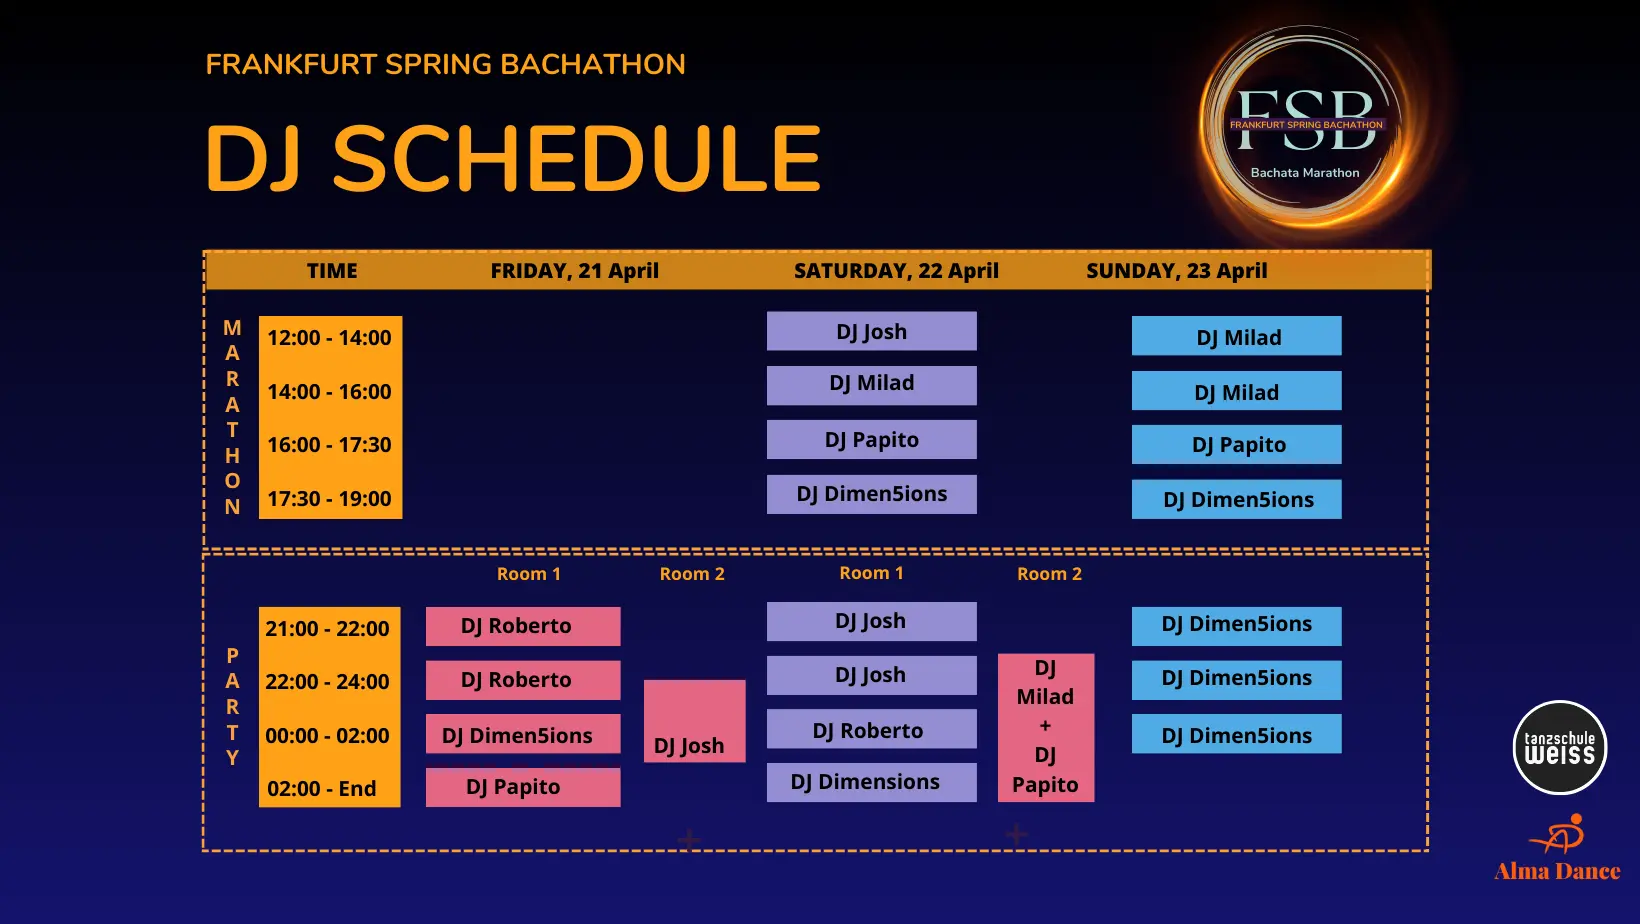 FRANKFURT SPRING BACHATHON
DJ SCHEDULE
FSB
FRANKFURT SPRING BACHATHON
Bachata Marathon
TIME FRIDAY, 21 April SATURDAY, 22 April SUNDAY, 23 April
MARATHON
12:00 - 14:00 DJ Josh DJ Milad
14:00 - 16:00 DJ Milad DJ Milad
16:00 - 17:30 DJ Papito DJ Papito
17:30 - 19:00 DJ Dimen5ions DJ Dimen5ions
Room 1 Room 2 Room 1 Room 2
PARTY
21:00 - 22:00 DJ Roberto DJ Josh DJ Dimen5ions
22:00 - 24:00 DJ Roberto DJ Josh DJ Dimen5ions
00:00 - 02:00 DJ Dimen5ions DJ Roberto DJ Dimen5ions
02:00 - End DJ Papito DJ Dimensions
DJ Josh
DJ
Milad
+
DJ
Papito
+ +
tanzschule
weiss
Alma Dance